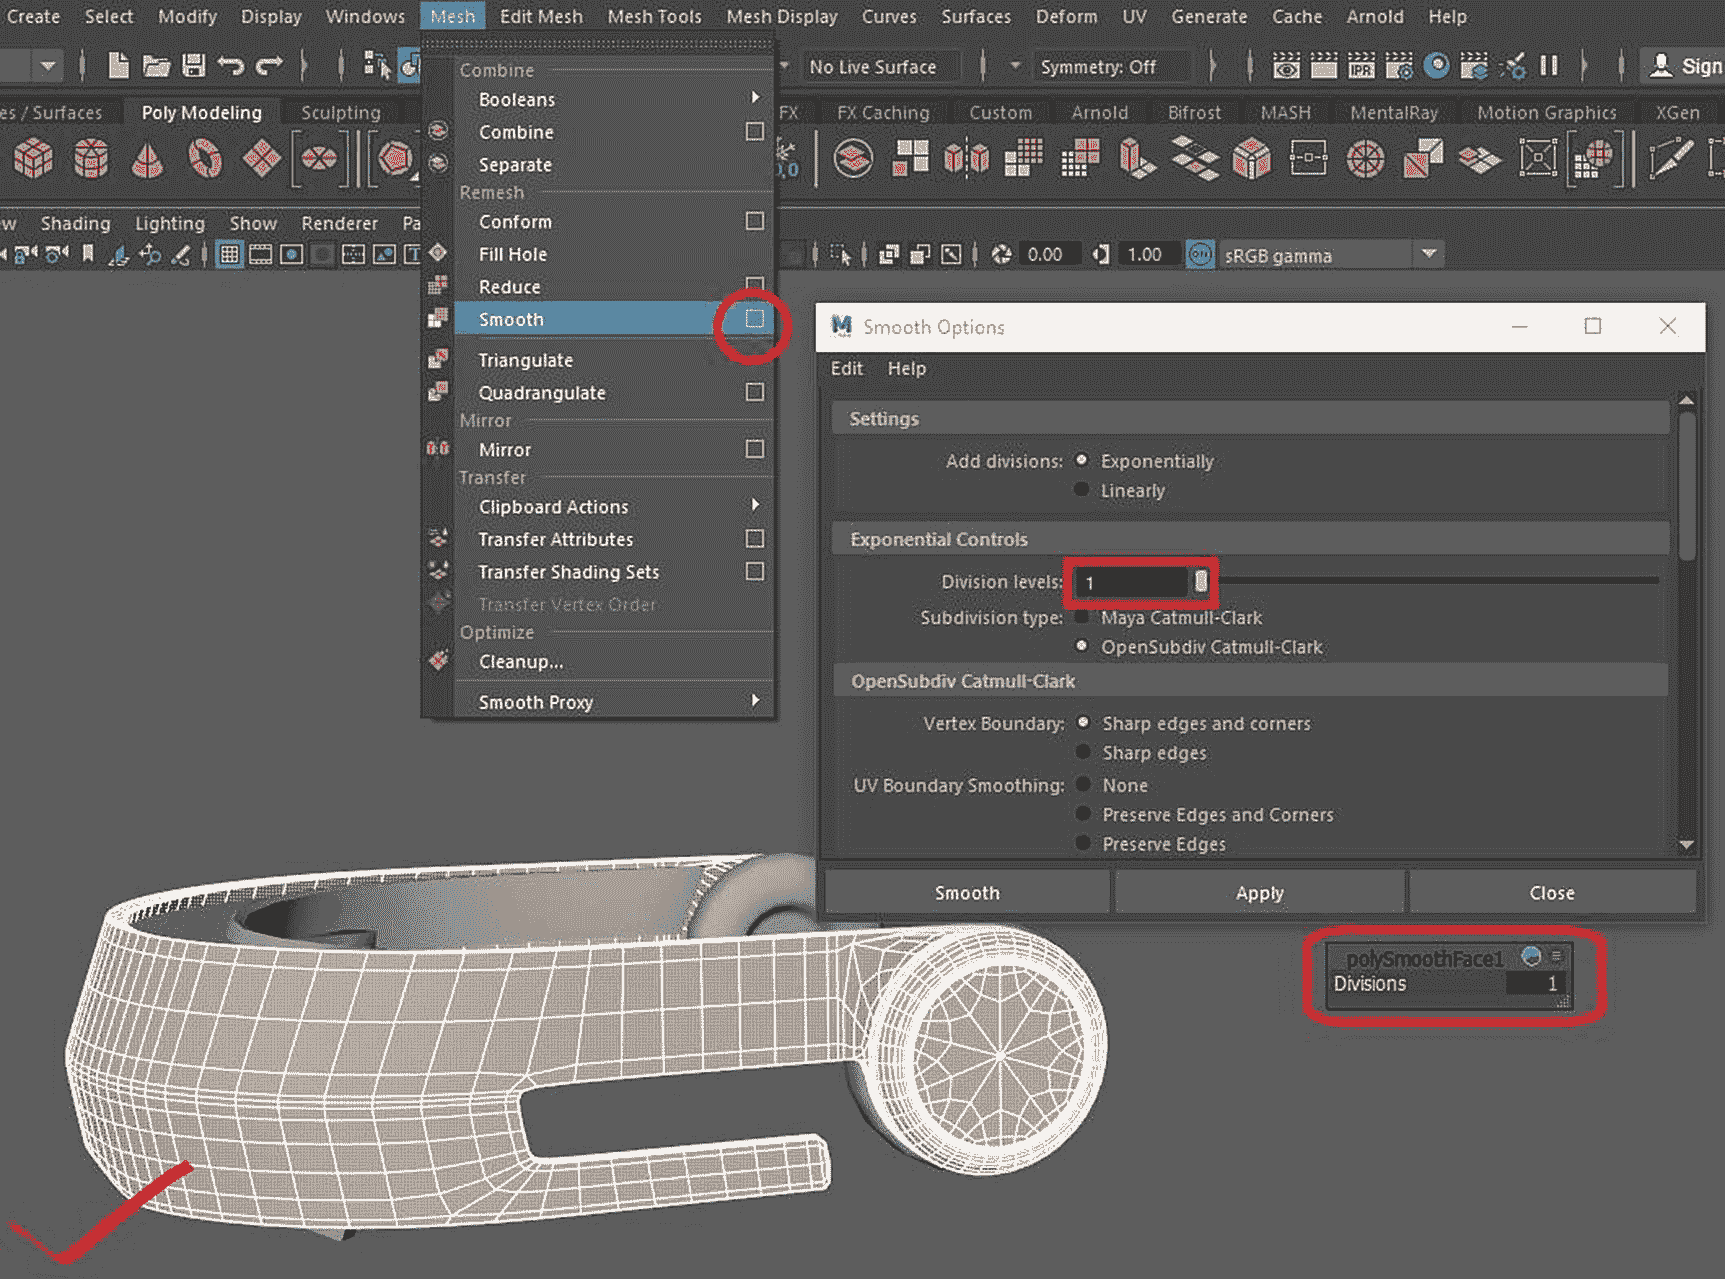 Create Select Modify Display Windows Mesh Edit Mesh Mesh Tools Mesh Display Curves Surfaces Deform UV Generate Cache Arnold Help
No Live Surface Symmetry: Off IPR Sign
es / Surfaces Poly Modeling Sculpting FX FX Caching Custom Arnold Bifrost MASH MentalRay Motion Graphics XGen
ew Shading Lighting Show Renderer Pa
0.00 1.00 ON sRGB gamma
Combine
Booleans
Combine
Separate
Remesh
Conform
Fill Hole
Reduce
Smooth
Triangulate
Quadrangulate
Mirror
Mirror
Transfer
Clipboard Actions
Transfer Attributes
Transfer Shading Sets
Transfer Vertex Order
Optimize
Cleanup...
Smooth Proxy
M Smooth Options
Edit Help
Settings
Add divisions: Exponentially
Linearly
Exponential Controls
Division levels: 1
Subdivision type: Maya Catmull-Clark
OpenSubdiv Catmull-Clark
OpenSubdiv Catmull-Clark
Vertex Boundary: Sharp edges and corners
Sharp edges
UV Boundary Smoothing: None
Preserve Edges and Corners
Preserve Edges
Smooth Apply Close
polySmoothFace1
Divisions 1